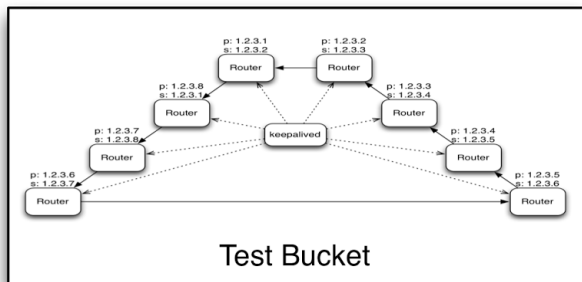 p: 1.2.3.1
s: 1.2.3.2
Router
p: 1.2.3.2
s: 1.2.3.3
Router
p: 1.2.3.8
s: 1.2.3.1
Router
p: 1.2.3.3
s: 1.2.3.4
Router
keepalived
p: 1.2.3.7
s: 1.2.3.8
Router
p: 1.2.3.4
s: 1.2.3.5
Router
p: 1.2.3.6
s: 1.2.3.7
Router
p: 1.2.3.5
s: 1.2.3.6
Router
Test Bucket